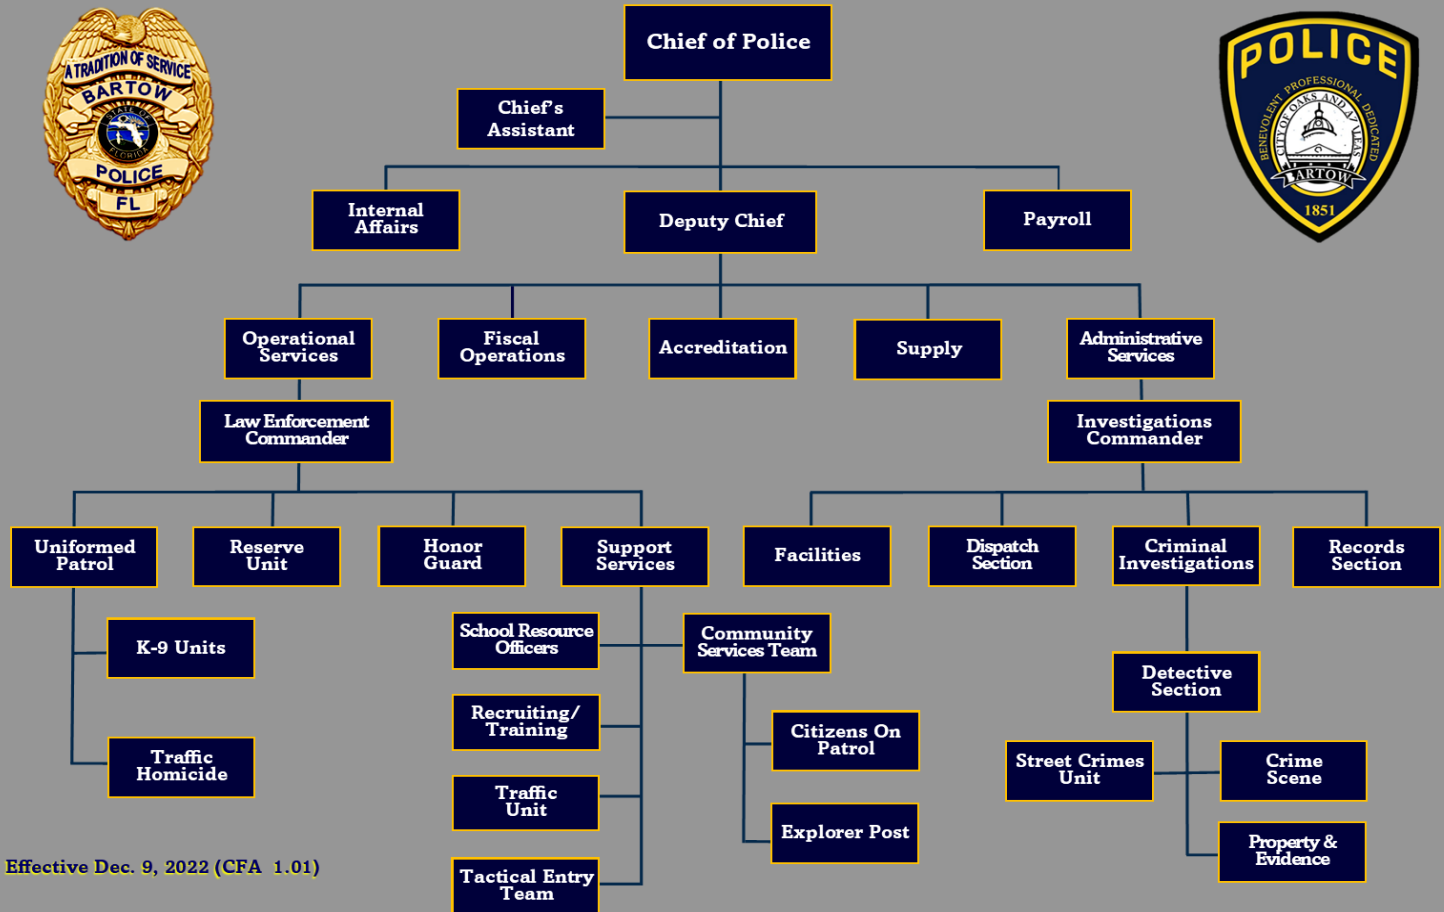 Chief of Police
A TRADITION OF SERVICE
BARTOW
STATE OF
FLORIDA
POLICE
FL
POLICE
BENEVOLENT PROFESSIONAL DEDICATED
CITY OF OAKS AND AZALEAS
BARTOW
1851
Chief's
Assistant
Internal
Affairs
Deputy Chief
Payroll
Operational
Services
Fiscal
Operations
Accreditation
Supply
Administrative
Services
Law Enforcement
Commander
Investigations
Commander
Uniformed
Patrol
Reserve
Unit
Honor
Guard
Support
Services
Facilities
Dispatch
Section
Criminal
Investigations
Records
Section
K-9 Units
Traffic
Homicide
School Resource
Officers
Community
Services Team
Recruiting/
Training
Traffic
Unit
Tactical Entry
Team
Citizens On
Patrol
Explorer Post
Detective
Section
Street Crimes
Unit
Crime
Scene
Property &
Evidence
Effective Dec. 9, 2022 (CFA 1.01)